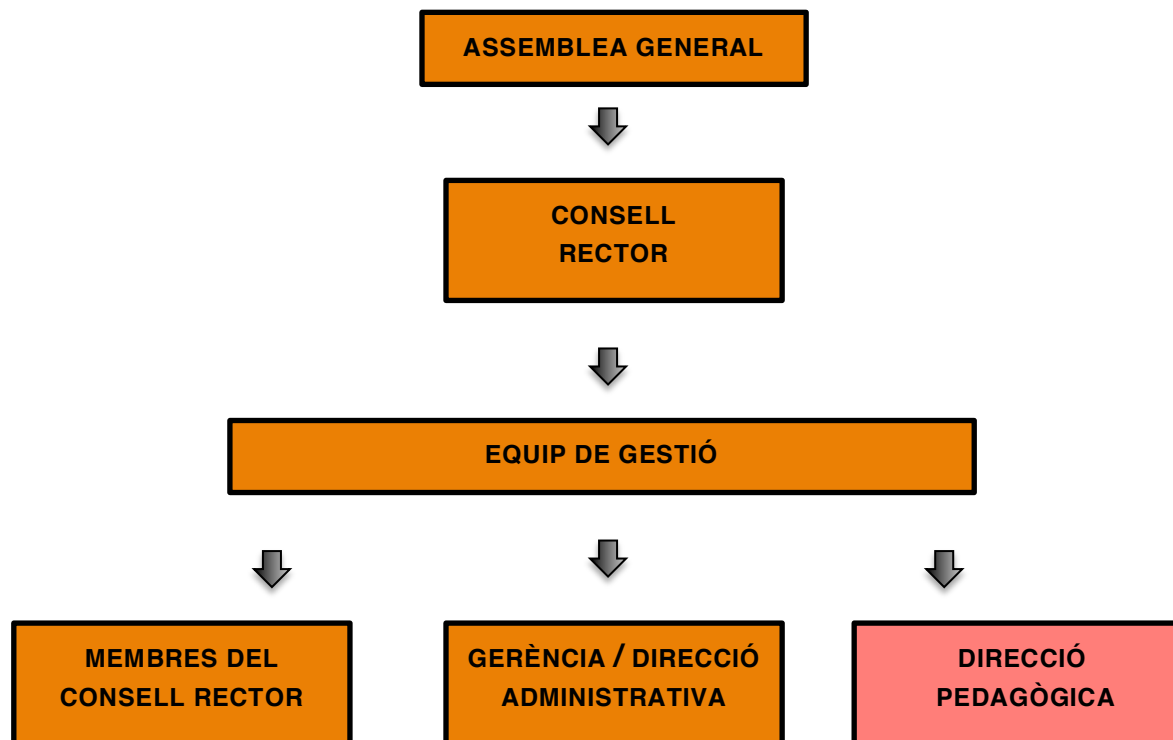 ASSEMBLEA GENERAL
CONSELL
RECTOR
EQUIP DE GESTIÓ
MEMBRES DEL
CONSELL RECTOR
GERÈNCIA / DIRECCIÓ
ADMINISTRATIVA
DIRECCIÓ
PEDAGÒGICA